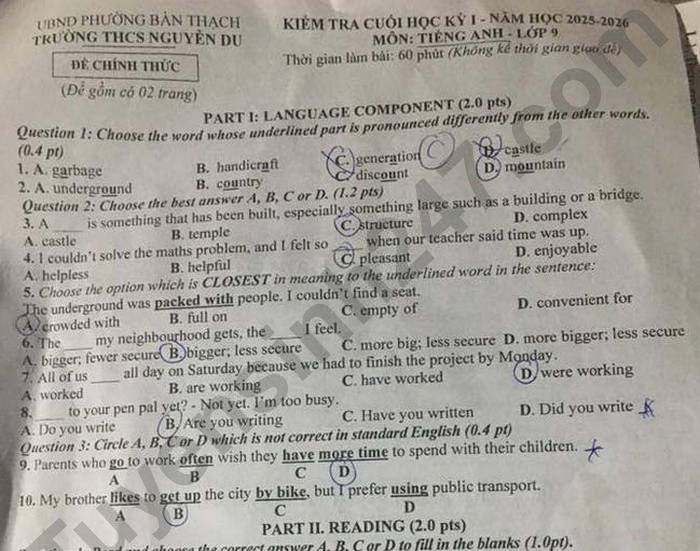 UBND PHƯỜNG BÀN THẠCH
TRƯỜNG THCS NGUYỄN DU
ĐỀ CHÍNH THỨC
(Đề gồm có 02 trang)
KIỂM TRA CUỐI HỌC KỲ I - NĂM HỌC 2025-2026
MÔN: TIẾNG ANH - LỚP 9
Thời gian làm bài: 60 phút (Không kể thời gian giao đề)
PART I: LANGUAGE COMPONENT (2.0 pts)
Question 1: Choose the word whose underlined part is pronounced differently from the other words.
(0.4 pt)
1. A. garbage B. handicraft C. generation D. castle
2. A. underground B. country C. discount D. mountain
Question 2: Choose the best answer A, B, C or D. (1.2 pts)
3. A ____ is something that has been built, especially something large such as a building or a bridge.
A. castle B. temple C. structure D. complex
4. I couldn't solve the maths problem, and I felt so ____ when our teacher said time was up.
A. helpless B. helpful C. pleasant D. enjoyable
5. Choose the option which is CLOSEST in meaning to the underlined word in the sentence:
The underground was packed with people. I couldn't find a seat.
A. crowded with B. full on C. empty of D. convenient for
6. The ____ my neighbourhood gets, the ____ I feel.
A. bigger; fewer secure B. bigger; less secure C. more big; less secure D. more bigger; less secure
7. All of us ____ all day on Saturday because we had to finish the project by Monday.
A. worked B. are working C. have worked D. were working
8. ____ to your pen pal yet? - Not yet. I'm too busy.
A. Do you write B. Are you writing C. Have you written D. Did you write
Question 3: Circle A, B, C or D which is not correct in standard English (0.4 pt)
9. Parents who go to work often wish they have more time to spend with their children.
A B C D
10. My brother likes to get up the city by bike, but I prefer using public transport.
A B C D
PART II. READING (2.0 pts)
and choose the correct answer A, B, C or D to fill in the blanks (1.0pt).